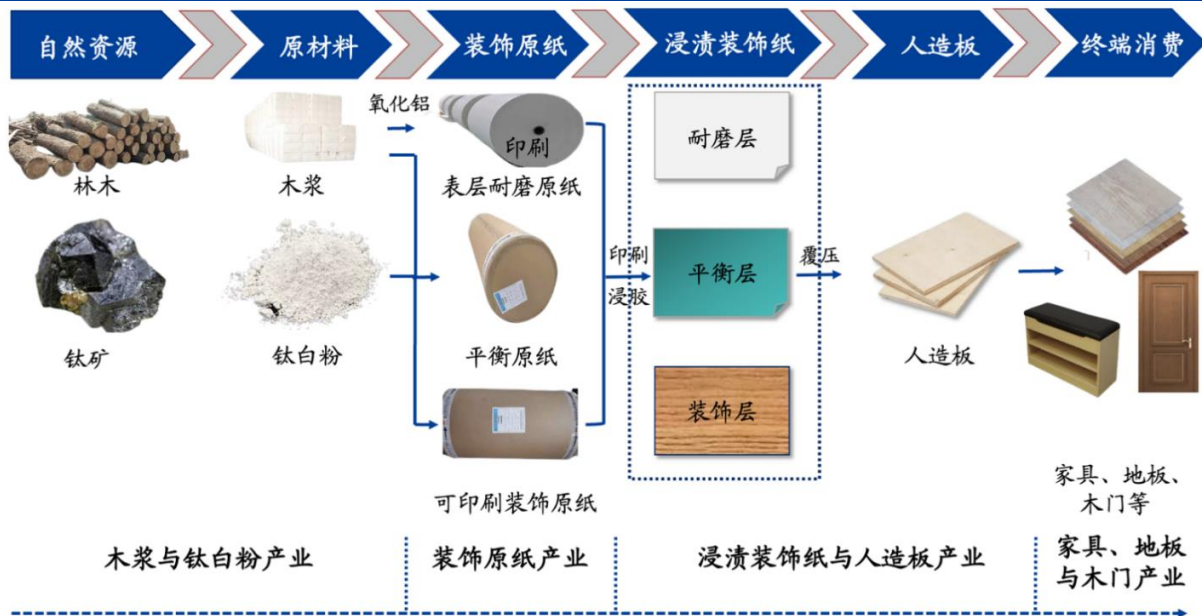 自然资源
原材料
装饰原纸
浸渍装饰纸
人造板
终端消费
林木
钛矿
木浆
钛白粉
氧化铝
印刷
表层耐磨原纸
平衡原纸
可印刷装饰原纸
印刷
浸胶
耐磨层
平衡层
装饰层
覆压
人造板
家具、地板、
木门等
木浆与钛白粉产业
装饰原纸产业
浸渍装饰纸与人造板产业
家具、地板
与木门产业